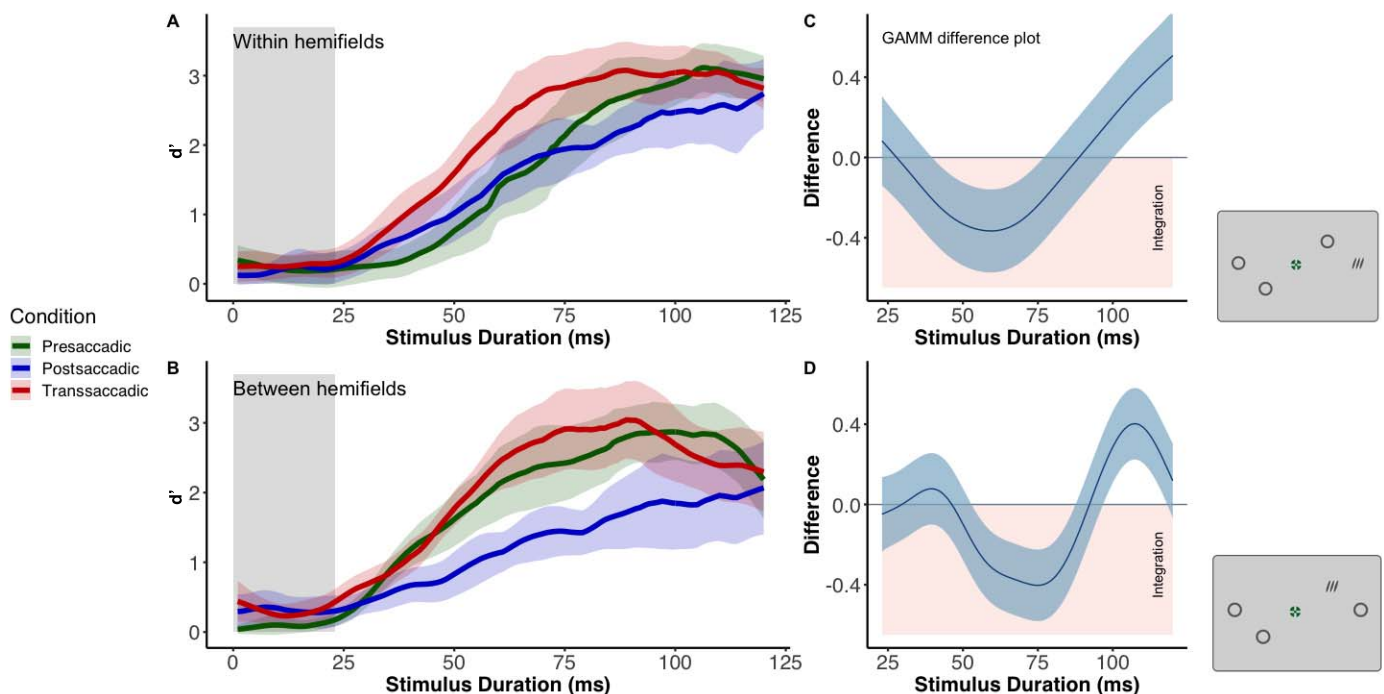 A
Within hemifields
3
2
1
0
d'
0 25 50 75 100 125
Stimulus Duration (ms)
C
GAMM difference plot
0.4
0.0
-0.4
Difference
Integration
25 50 75 100
Stimulus Duration (ms)
Condition
Presaccadic
Postsaccadic
Transsaccadic
B
Between hemifields
3
2
1
0
d'
0 25 50 75 100 125
Stimulus Duration (ms)
D
0.4
0.0
-0.4
Difference
Integration
25 50 75 100
Stimulus Duration (ms)